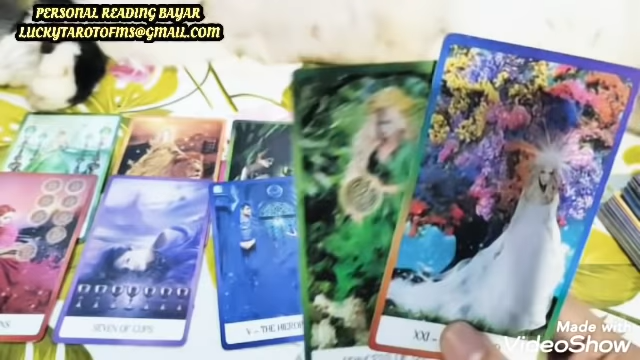 PERSONAL READING BAYAR
LUCKYTAROTOFMS@GMAIL.COM
SEVEN OF CUPS
V – THE HIEROP
XXI –
Made with
VideoShow